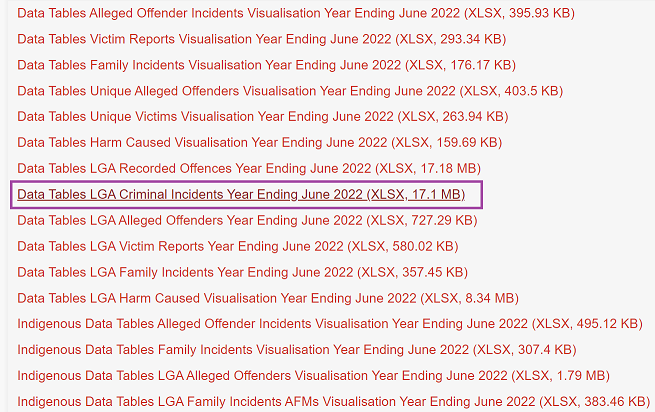 Data Tables Alleged Offender Incidents Visualisation Year Ending June 2022 (XLSX, 395.93 KB)
Data Tables Victim Reports Visualisation Year Ending June 2022 (XLSX, 293.34 KB)
Data Tables Family Incidents Visualisation Year Ending June 2022 (XLSX, 176.17 KB)
Data Tables Unique Alleged Offenders Visualisation Year Ending June 2022 (XLSX, 403.5 KB)
Data Tables Unique Victims Visualisation Year Ending June 2022 (XLSX, 263.94 KB)
Data Tables Harm Caused Visualisation Year Ending June 2022 (XLSX, 159.69 KB)
Data Tables LGA Recorded Offences Year Ending June 2022 (XLSX, 17.18 MB)
Data Tables LGA Criminal Incidents Year Ending June 2022 (XLSX, 17.1 MB)
Data Tables LGA Alleged Offenders Year Ending June 2022 (XLSX, 727.29 KB)
Data Tables LGA Victim Reports Year Ending June 2022 (XLSX, 580.02 KB)
Data Tables LGA Family Incidents Year Ending June 2022 (XLSX, 357.45 KB)
Data Tables LGA Harm Caused Visualisation Year Ending June 2022 (XLSX, 8.34 MB)
Indigenous Data Tables Alleged Offender Incidents Visualisation Year Ending June 2022 (XLSX, 495.12 KB)
Indigenous Data Tables Family Incidents Visualisation Year Ending June 2022 (XLSX, 307.4 KB)
Indigenous Data Tables LGA Alleged Offenders Visualisation Year Ending June 2022 (XLSX, 1.79 MB)
Indigenous Data Tables LGA Family Incidents AFMs Visualisation Year Ending June 2022 (XLSX, 383.46 KB)